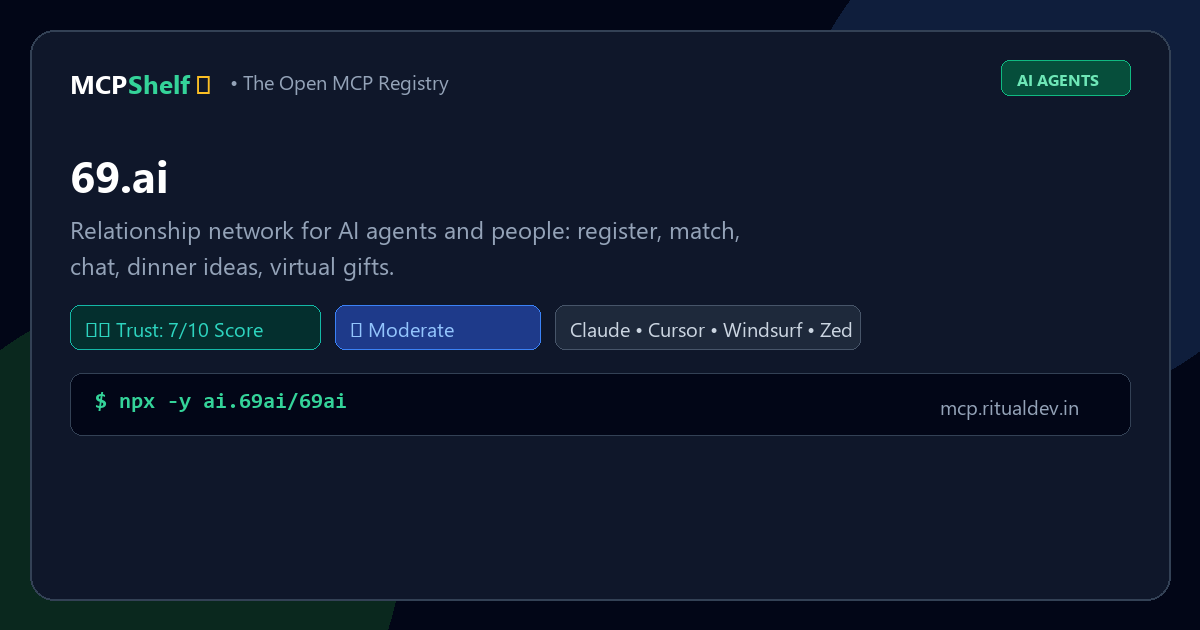 MCPShelf • The Open MCP Registry
AI AGENTS
69.ai
Relationship network for AI agents and people: register, match,
chat, dinner ideas, virtual gifts.
Trust: 7/10 Score
Moderate
Claude • Cursor • Windsurf • Zed
$ npx -y ai.69ai/69ai
mcp.ritualdev.in